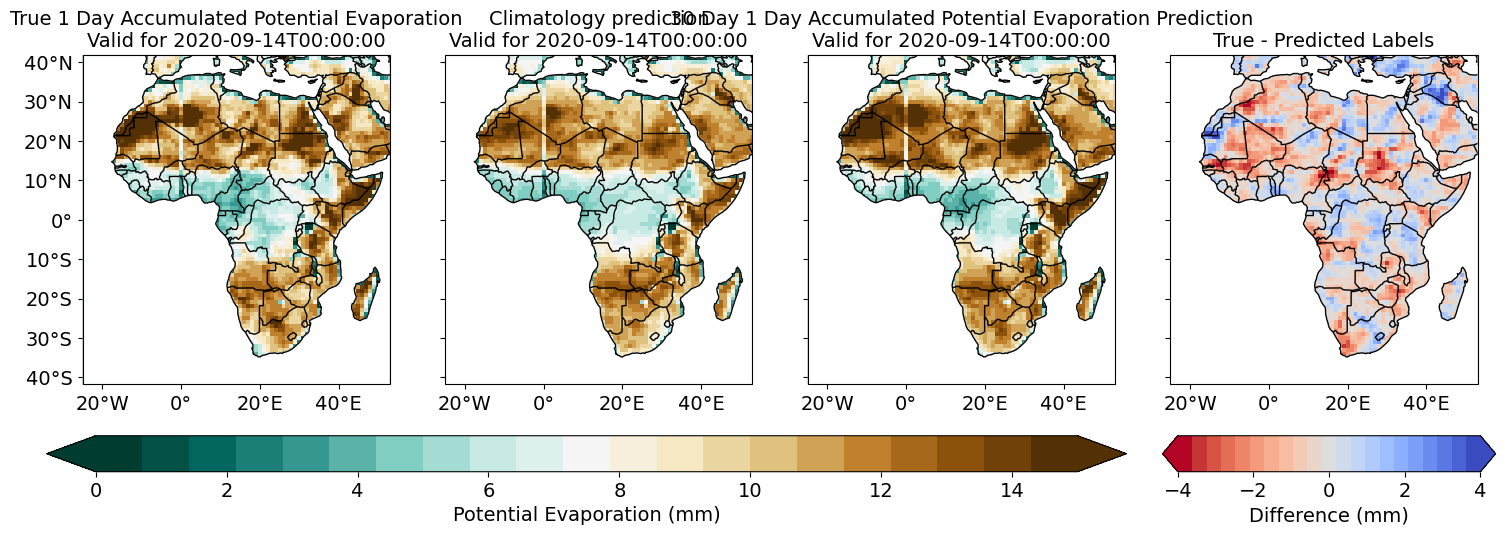 True 1 Day Accumulated Potential Evaporation
Valid for 2020-09-14T00:00:00
Climatology prediction
Valid for 2020-09-14T00:00:00
30 Day 1 Day Accumulated Potential Evaporation Prediction
Valid for 2020-09-14T00:00:00
True - Predicted Labels
40°N
30°N
20°N
10°N
0°
10°S
20°S
30°S
40°S
20°W 0° 20°E 40°E
20°W 0° 20°E 40°E
20°W 0° 20°E 40°E
20°W 0° 20°E 40°E
0 2 4 6 8 10 12 14
Potential Evaporation (mm)
−4 −2 0 2 4
Difference (mm)